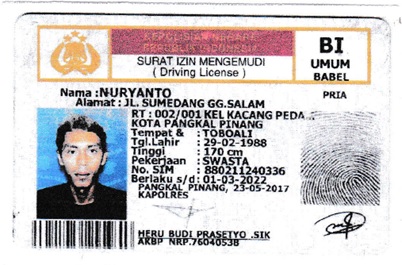 KEPOLISIAN NEGARA
REPUBLIK INDONESIA
SURAT IZIN MENGEMUDI
( Driving License )
BI
UMUM
BABEL
PRIA
Nama : NURYANTO
Alamat : JL. SUMEDANG GG.SALAM
RT : 002/001 KEL KACANG PEDA
KOTA PANGKAL PINANG
Tempat & : TOBOALI
Tgl.Lahir : 29-02-1988
Tinggi : 170 cm
Pekerjaan : SWASTA
No. SIM : 880211240336
Berlaku s/d : 01-03-2022
PANGKAL PINANG, 23-05-2017
KAPOLRES
HERU BUDI PRASETYO .SIK
AKBP NRP.76040538